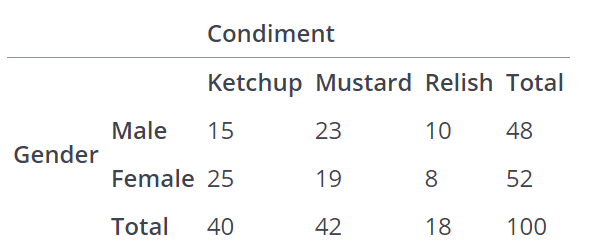 Condiment
Ketchup Mustard Relish Total
Male 15 23 10 48
Gender
Female 25 19 8 52
Total 40 42 18 100